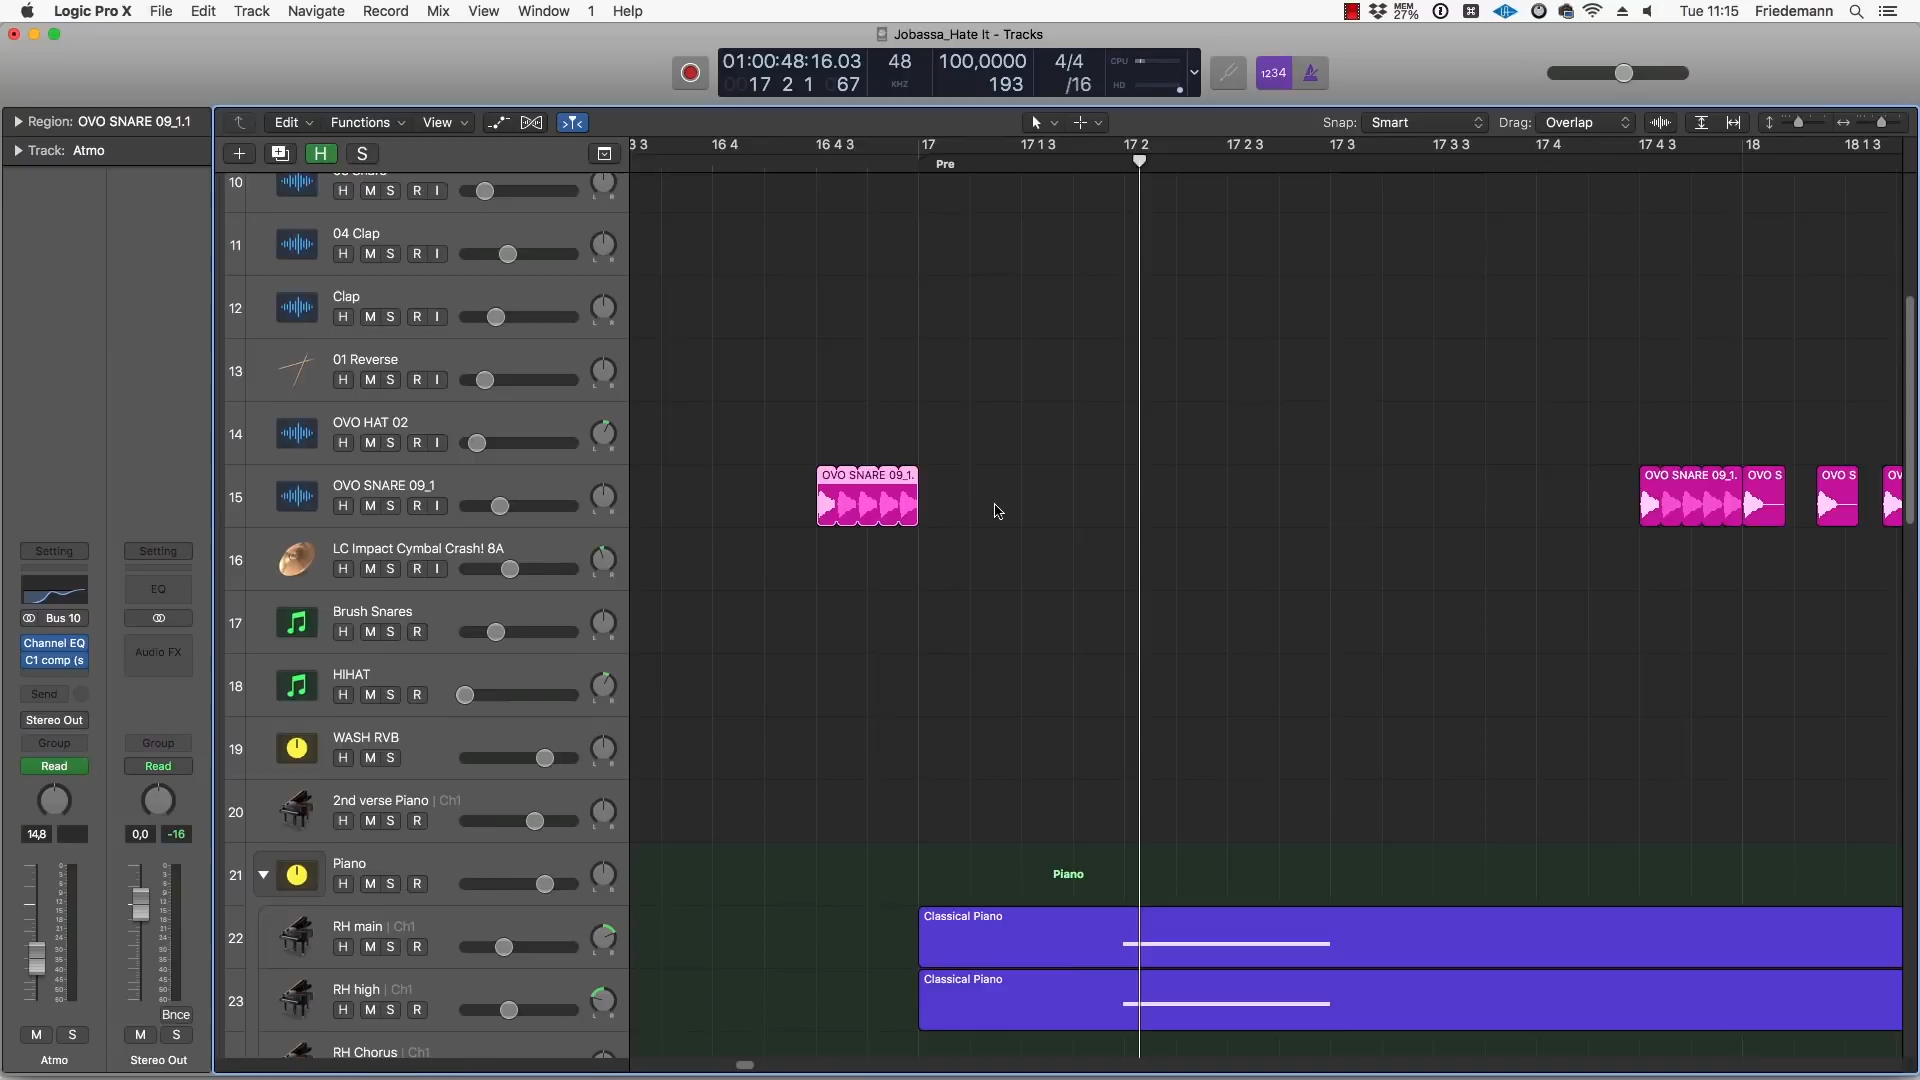 Logic Pro X File Edit Track Navigate Record Mix View Window 1 Help
MEM 27% Tue 11:15 Friedemann
Jobassa_Hate It - Tracks
01:00:48:16.03 48 100,0000 4/4 CPU
0017 2 1 067 KHZ 193 /16 HD
1234
Region: OVO SNARE 09_1.1
Track: Atmo
Edit Functions View
Snap: Smart Drag: Overlap
H S
3 3 16 4 16 4 3 17 17 1 3 17 2 17 2 3 17 3 17 3 3 17 4 17 4 3 18 18 1 3
Pre
10
H M S R I
L R
11 04 Clap
H M S R I
L R
12 Clap
H M S R I
L R
13 01 Reverse
H M S R I
L R
14 OVO HAT 02
H M S R I
L R
15 OVO SNARE 09_1
H M S R I
L R
OVO SNARE 09_1.
OVO SNARE 09_1. OVO S OVO S OV
16 LC Impact Cymbal Crash! 8A
H M S R I
L R
17 Brush Snares
H M S R
L R
18 HIHAT
H M S R
L R
19 WASH RVB
H M S
L R
20 2nd verse Piano | Ch1
H M S R
L R
21 Piano
H M S R
L R
Piano
22 RH main | Ch1
H M S R
L R
Classical Piano
23 RH high | Ch1
H M S R
L R
Classical Piano
RH Chorus | Ch1
Setting Setting
EQ
Bus 10
Channel EQ
C1 comp (s
Audio FX
Send
Stereo Out
Group Group
Read Read
14,8 0,0 -16
Bnce
M S M S
Atmo Stereo Out